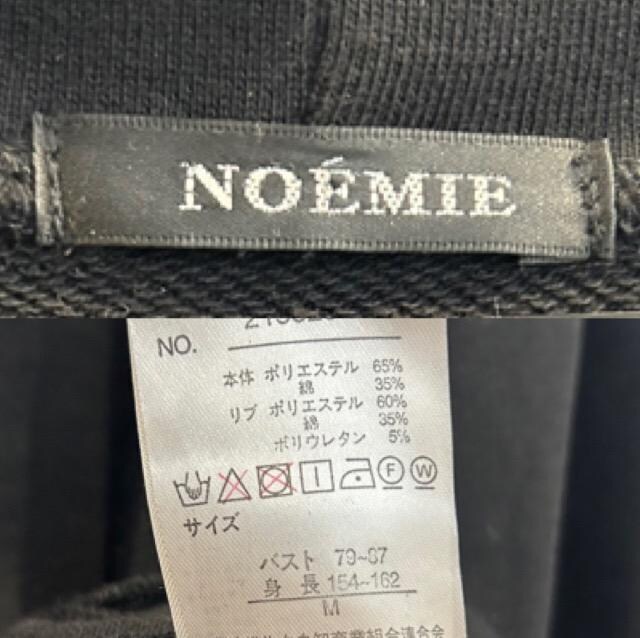 NOÉMIE
NO.
本体 ポリエステル 65%
綿 35%
リブ ポリエステル 60%
綿 35%
ポリウレタン 5%
F W
サイズ
バスト 79~87
身長 154~162
M